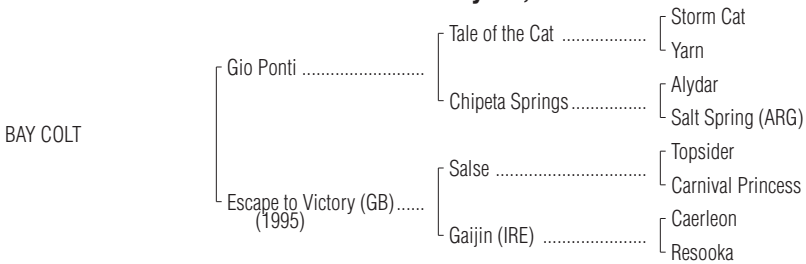 Storm Cat
Tale of the Cat ..................
Yarn
Gio Ponti ..........................
Alydar
Chipeta Springs................
Salt Spring (ARG)
BAY COLT
Topsider
Salse ................................
Carnival Princess
Escape to Victory (GB)......
(1995)
Caerleon
Gaijin (IRE) ......................
Resooka